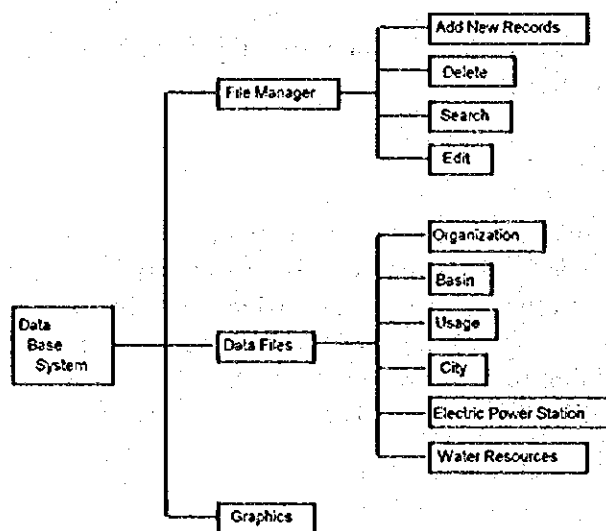 Add New Records
File Manager
Delete
Search
Edit
Organization
Basin
Data
Base
System
Data Files
Usage
City
Electric Power Station
Water Resources
Graphics